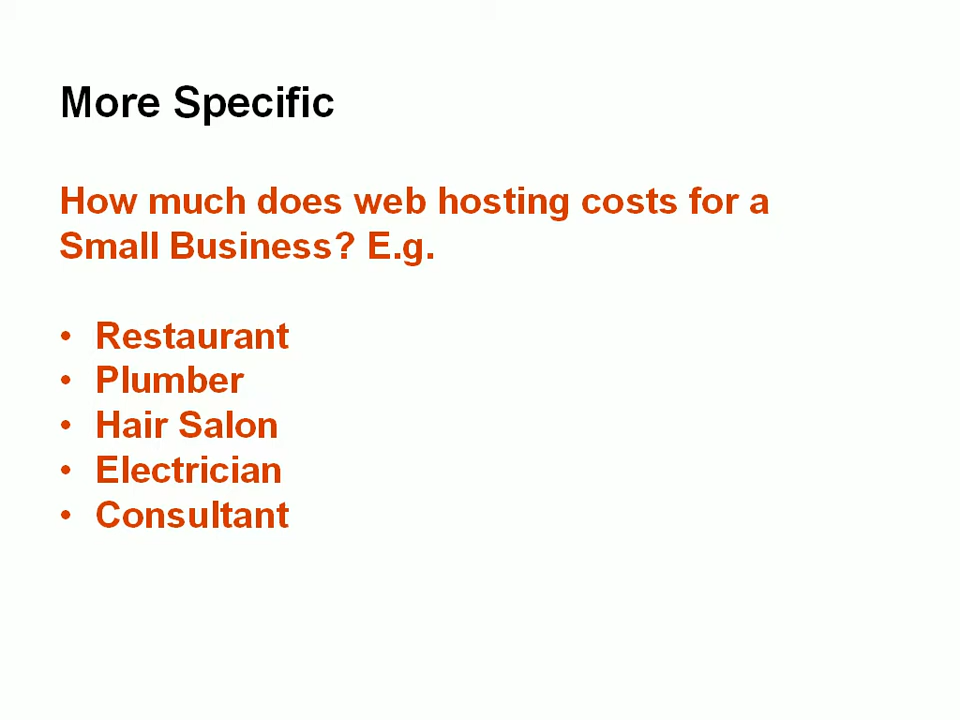 More Specific
How much does web hosting costs for a
Small Business? E.g.
• Restaurant
• Plumber
• Hair Salon
• Electrician
• Consultant